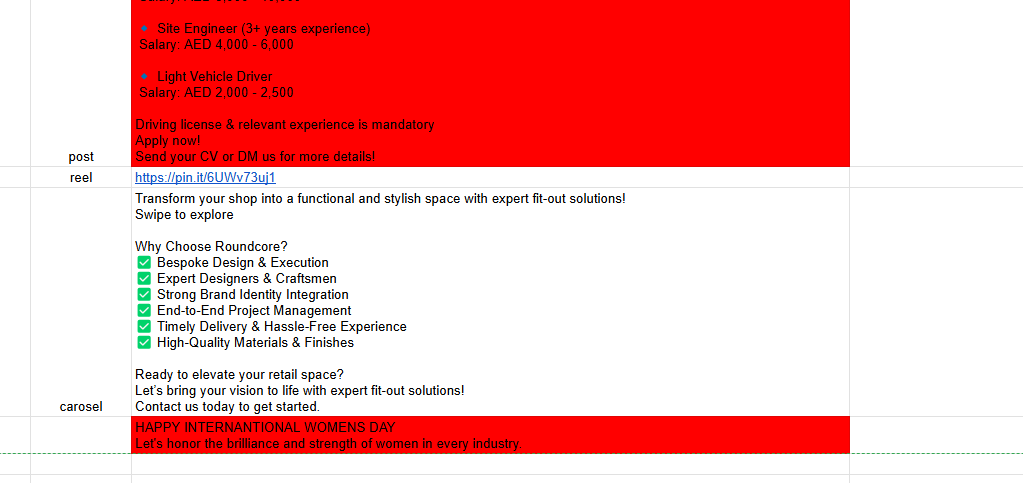 Site Engineer (3+ years experience)
Salary: AED 4,000 - 6,000
Light Vehicle Driver
Salary: AED 2,000 - 2,500
Driving license & relevant experience is mandatory
Apply now!
post
Send your CV or DM us for more details!
reel
https://pin.it/6UWv73uj1
Transform your shop into a functional and stylish space with expert fit-out solutions!
Swipe to explore
Why Choose Roundcore?
✅ Bespoke Design & Execution
✅ Expert Designers & Craftsmen
✅ Strong Brand Identity Integration
✅ End-to-End Project Management
✅ Timely Delivery & Hassle-Free Experience
✅ High-Quality Materials & Finishes
Ready to elevate your retail space?
Let's bring your vision to life with expert fit-out solutions!
carosel
Contact us today to get started.
HAPPY INTERNANTIONAL WOMENS DAY
Let's honor the brilliance and strength of women in every industry.